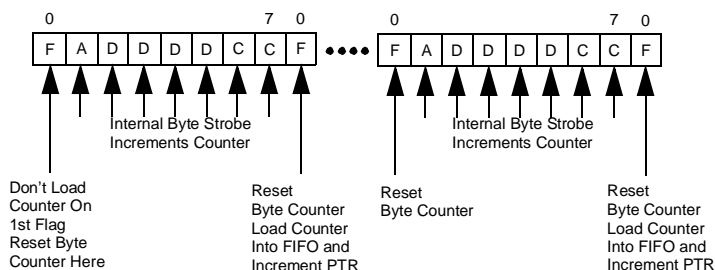 0 7 0 0 7 0
F A D D D D C C F F A D D D D C C F
Internal Byte Strobe
Increments Counter
Internal Byte Strobe
Increments Counter
Don't Load
Counter On
1st Flag
Reset Byte
Counter Here
Reset
Byte Counter
Load Counter
Into FIFO and
Increment PTR
Reset
Byte Counter
Reset
Byte Counter
Load Counter
Into FIFO and
Increment PTR